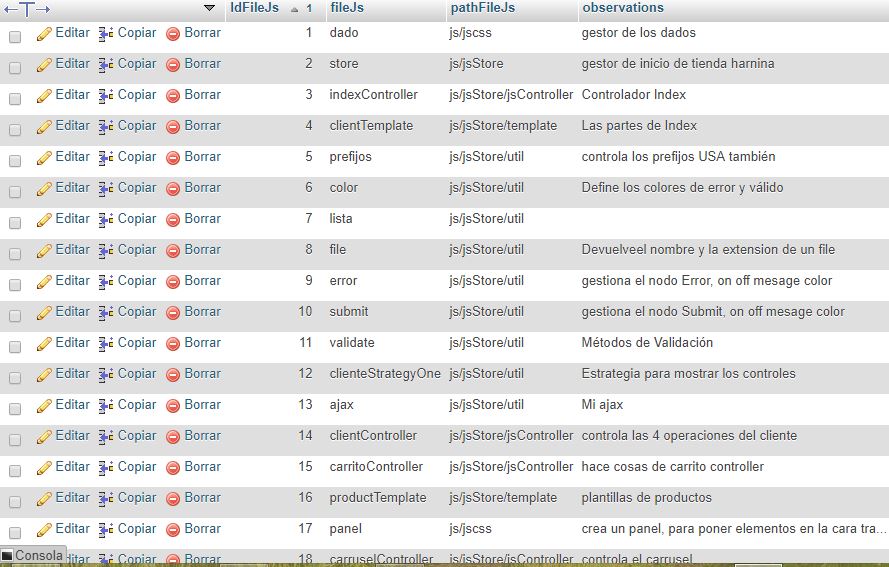 IdFileJs 1 fileJs pathFileJs observations
Editar Copiar Borrar 1 dado js/jscss gestor de los dados
Editar Copiar Borrar 2 store js/jsStore gestor de inicio de tienda harnina
Editar Copiar Borrar 3 indexController js/jsStore/jsController Controlador Index
Editar Copiar Borrar 4 clientTemplate js/jsStore/template Las partes de Index
Editar Copiar Borrar 5 prefijos js/jsStore/util controla los prefijos USA también
Editar Copiar Borrar 6 color js/jsStore/util Define los colores de error y válido
Editar Copiar Borrar 7 lista js/jsStore/util
Editar Copiar Borrar 8 file js/jsStore/util Devuelveel nombre y la extension de un file
Editar Copiar Borrar 9 error js/jsStore/util gestiona el nodo Error, on off mesage color
Editar Copiar Borrar 10 submit js/jsStore/util gestiona el nodo Submit, on off mesage color
Editar Copiar Borrar 11 validate js/jsStore/util Métodos de Validación
Editar Copiar Borrar 12 clienteStrategyOne js/jsStore/util Estrategia para mostrar los controles
Editar Copiar Borrar 13 ajax js/jsStore/util Mi ajax
Editar Copiar Borrar 14 clientController js/jsStore/jsController controla las 4 operaciones del cliente
Editar Copiar Borrar 15 carritoController js/jsStore/jsController hace cosas de carrito controller
Editar Copiar Borrar 16 productTemplate js/jsStore/template plantillas de productos
Editar Copiar Borrar 17 panel js/jscss crea un panel, para poner elementos en la cara tra...
Consola Editar Copiar Borrar 18 carruselController js/jsStore/jsController controla el carrusel